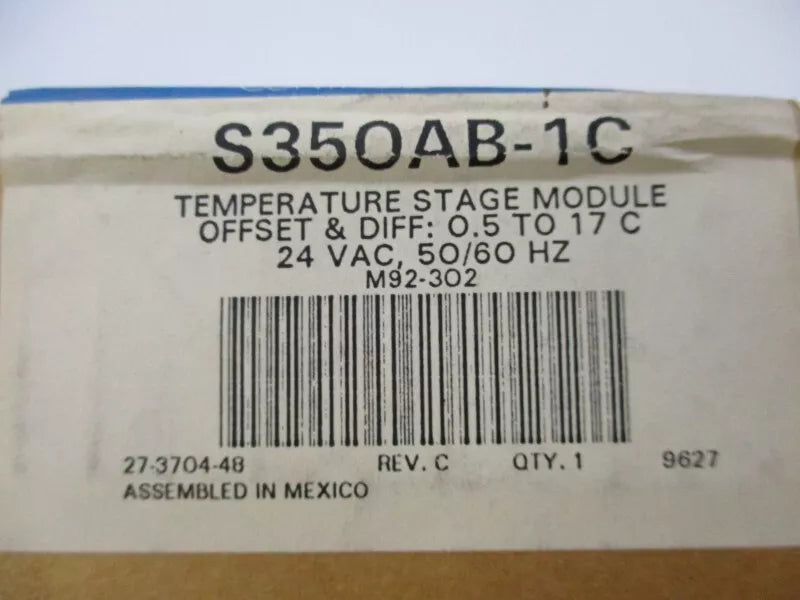 S350AB-1C
TEMPERATURE STAGE MODULE
OFFSET & DIFF: 0.5 TO 17 C
24 VAC, 50/60 HZ
M92-302
27-3704-48 REV. C QTY. 1 9627
ASSEMBLED IN MEXICO